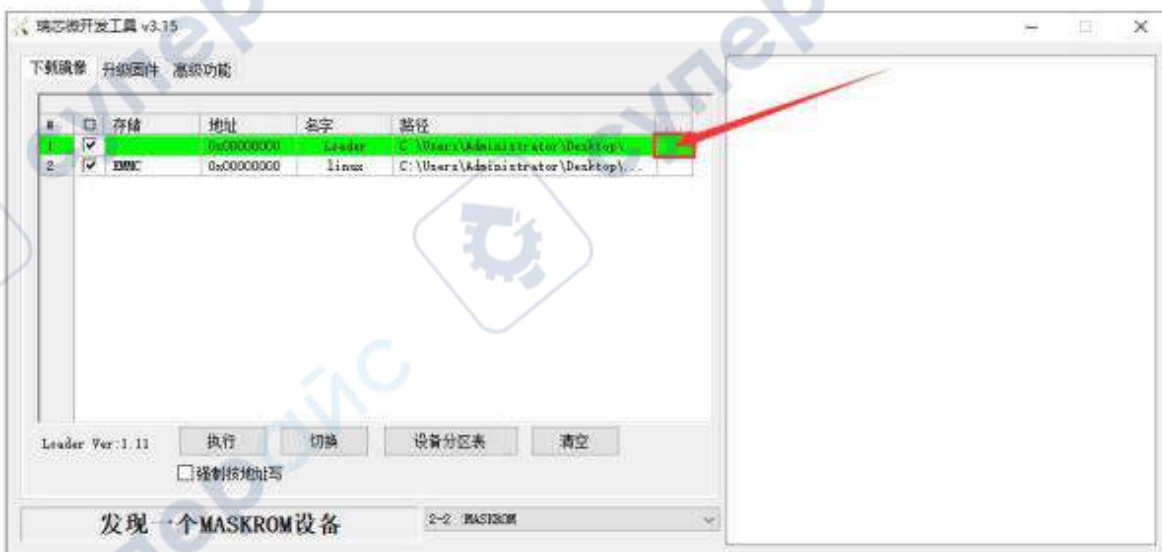 瑞芯微开发工具 v3.15
下载镜像 升级固件 高级功能
# 存储 地址 名字 路径
1 0x00000000 Loader C:\Users\Administrator\Desktop\...
2 EMMC 0x00000000 linux C:\Users\Administrator\Desktop\...
Loader Ver:1.11 执行 切换 设备分区表 清空
强制按地址写
发现一个MASKROM设备 2-2 MASKROM
супер
супер
айс
супер